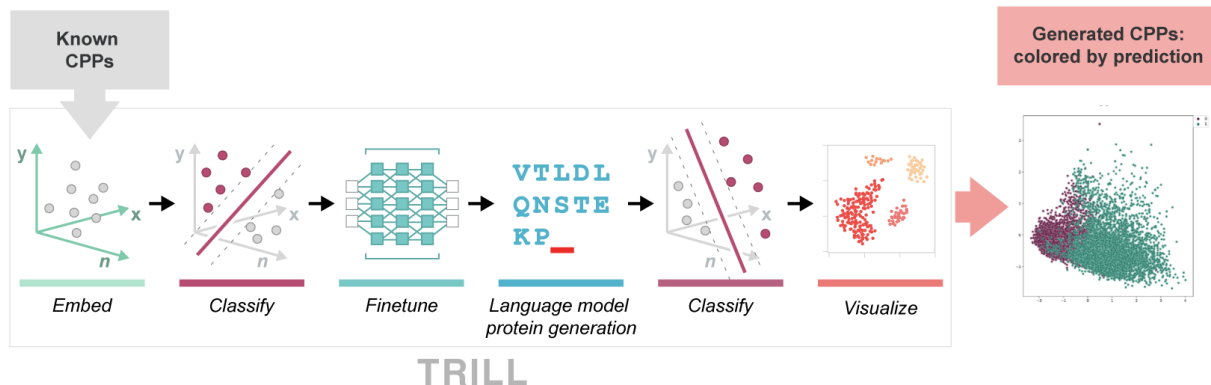 Known
CPPs
Generated CPPs:
colored by prediction
y
x
n
y
x
n
VTLDL
QNSTE
KP_
y
x
n
Embed
Classify
Finetune
Language model
protein generation
Classify
Visualize
TRILL